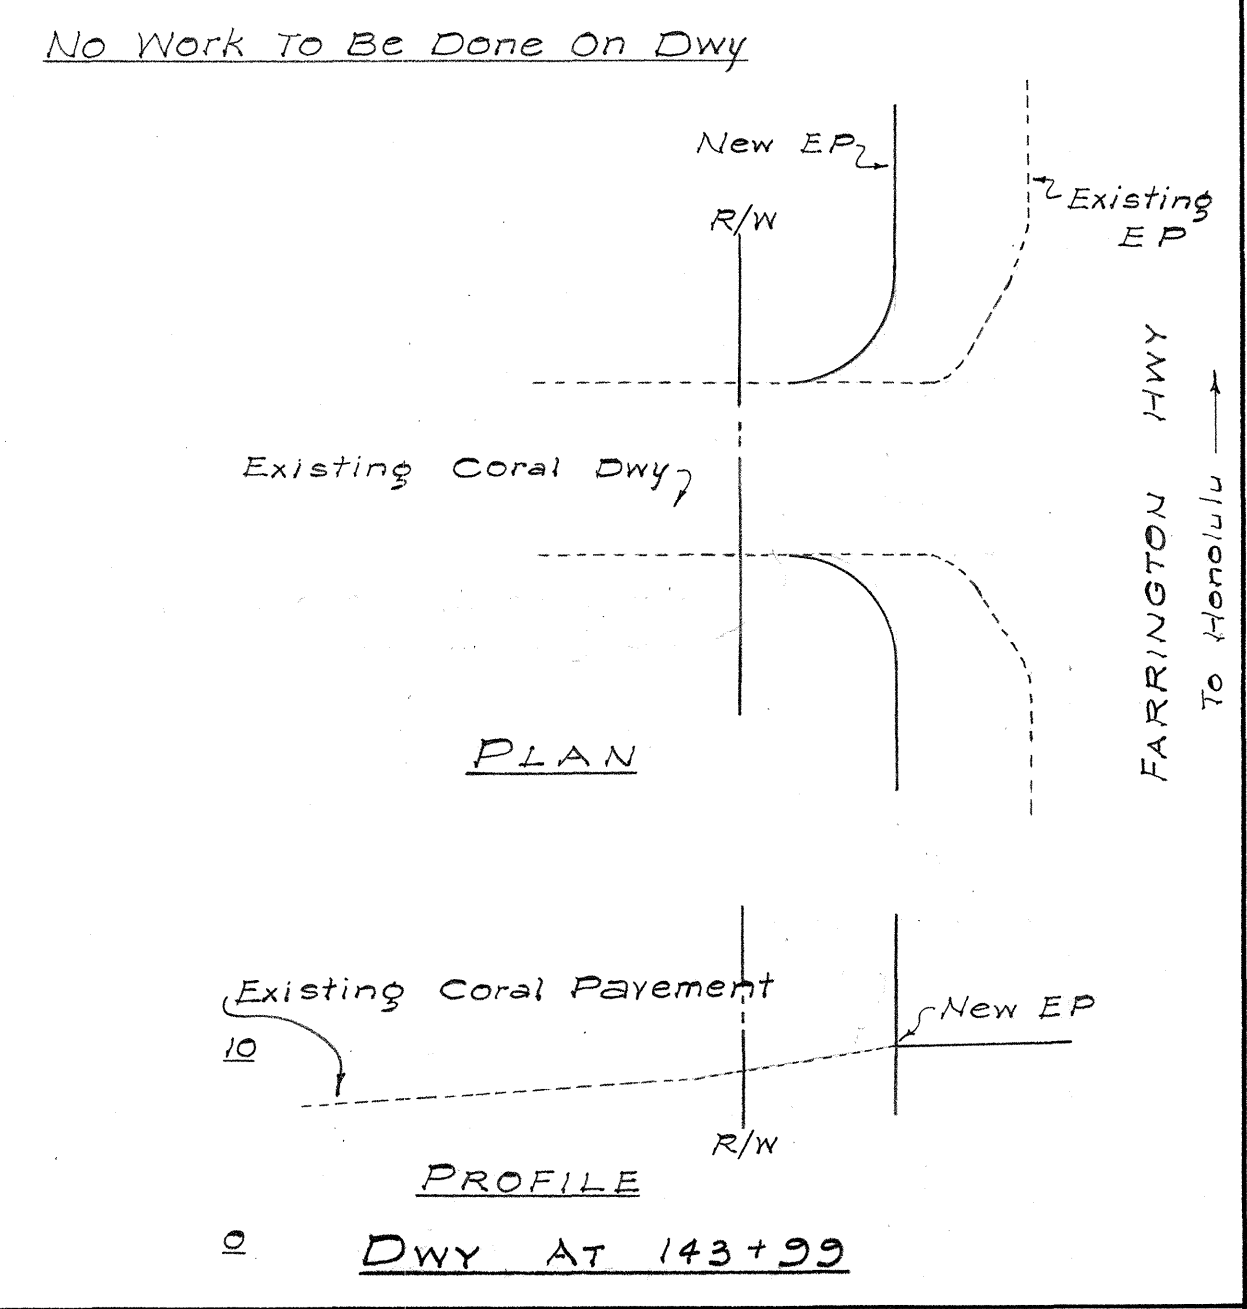 No Work To Be Done On Dwy
New EP
R/W
Existing
EP
FARRINGTON HWY
To Honolulu
Existing Coral Dwy
PLAN
Existing Coral Pavement
New EP
10
R/W
PROFILE
0
DWY AT 143+99